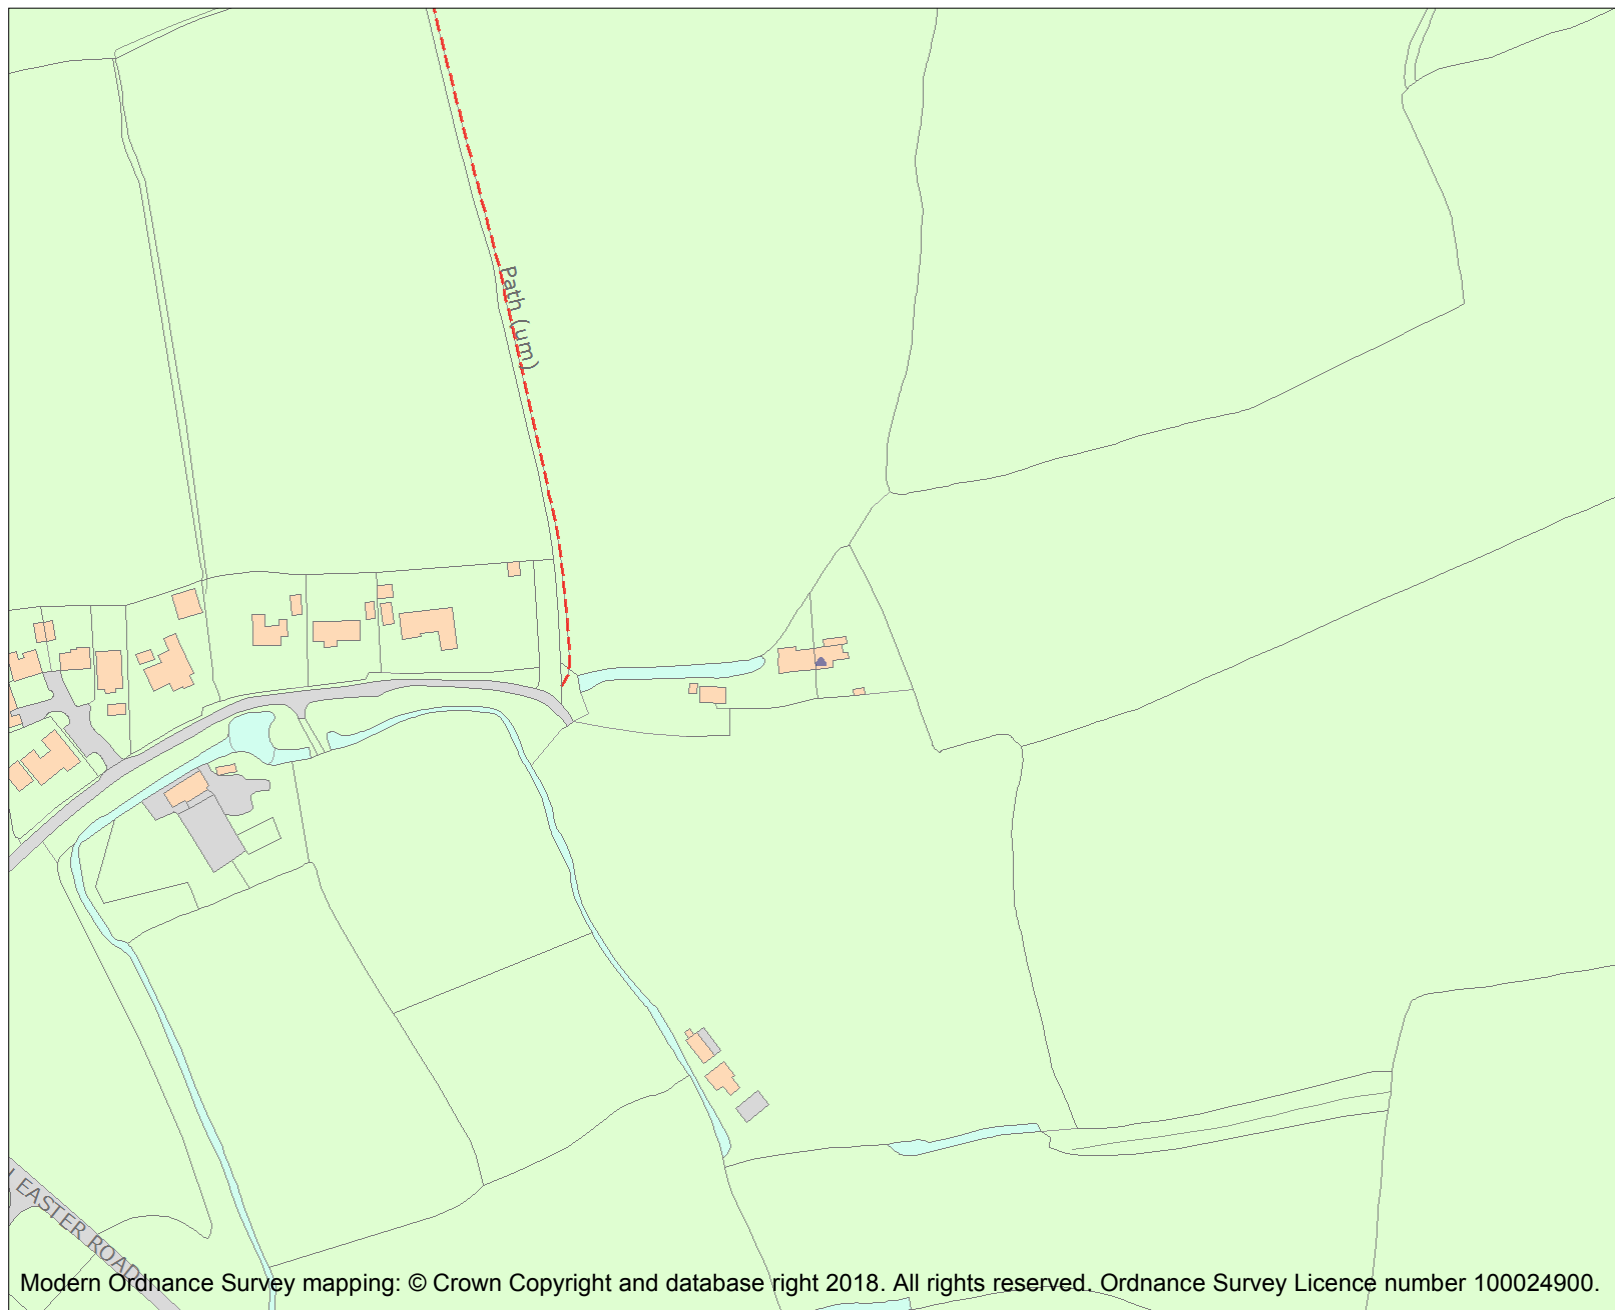 Path (um)
EASTER ROAD
Modern Ordnance Survey mapping: © Crown Copyright and database right 2018. All rights reserved. Ordnance Survey Licence number 100024900.